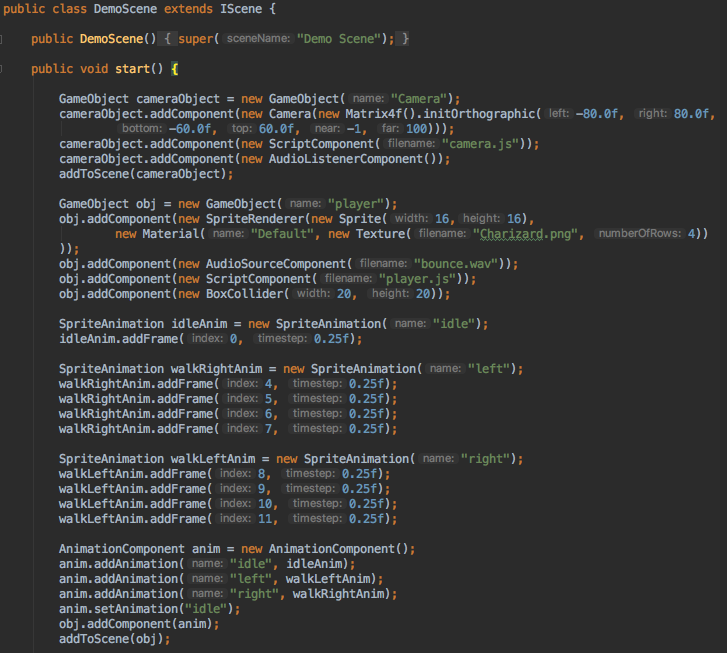 public class DemoScene extends IScene {
public DemoScene() { super( sceneName: "Demo Scene"); }
public void start() {
GameObject cameraObject = new GameObject( name: "Camera");
cameraObject.addComponent(new Camera(new Matrix4f().initOrthographic( left: -80.0f, right: 80.0f,
bottom: -60.0f, top: 60.0f, near: -1, far: 100)));
cameraObject.addComponent(new ScriptComponent( filename: "camera.js"));
cameraObject.addComponent(new AudioListenerComponent());
addToScene(cameraObject);
GameObject obj = new GameObject( name: "player");
obj.addComponent(new SpriteRenderer(new Sprite( width: 16, height: 16),
new Material( name: "Default", new Texture( filename: "Charizard.png", numberOfRows: 4))
));
obj.addComponent(new AudioSourceComponent( filename: "bounce.wav"));
obj.addComponent(new ScriptComponent( filename: "player.js"));
obj.addComponent(new BoxCollider( width: 20, height: 20));
SpriteAnimation idleAnim = new SpriteAnimation( name: "idle");
idleAnim.addFrame( index: 0, timestep: 0.25f);
SpriteAnimation walkRightAnim = new SpriteAnimation( name: "left");
walkRightAnim.addFrame( index: 4, timestep: 0.25f);
walkRightAnim.addFrame( index: 5, timestep: 0.25f);
walkRightAnim.addFrame( index: 6, timestep: 0.25f);
walkRightAnim.addFrame( index: 7, timestep: 0.25f);
SpriteAnimation walkLeftAnim = new SpriteAnimation( name: "right");
walkLeftAnim.addFrame( index: 8, timestep: 0.25f);
walkLeftAnim.addFrame( index: 9, timestep: 0.25f);
walkLeftAnim.addFrame( index: 10, timestep: 0.25f);
walkLeftAnim.addFrame( index: 11, timestep: 0.25f);
AnimationComponent anim = new AnimationComponent();
anim.addAnimation( name: "idle", idleAnim);
anim.addAnimation( name: "left", walkLeftAnim);
anim.addAnimation( name: "right", walkRightAnim);
anim.setAnimation("idle");
obj.addComponent(anim);
addToScene(obj);